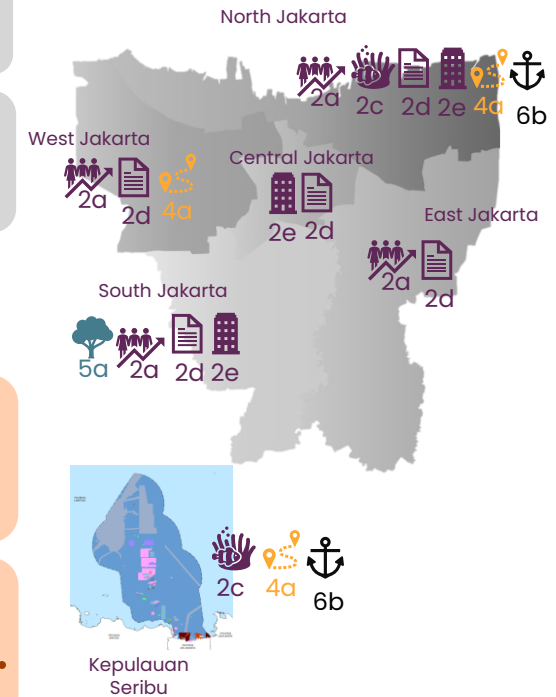 North Jakarta
2a 2c 2d 2e 4a 6b
West Jakarta
2a 2d 4a
Central Jakarta
2e 2d
East Jakarta
2a 2d
South Jakarta
5a 2a 2d 2e
2c 4a 6b
Kepulauan
Seribu